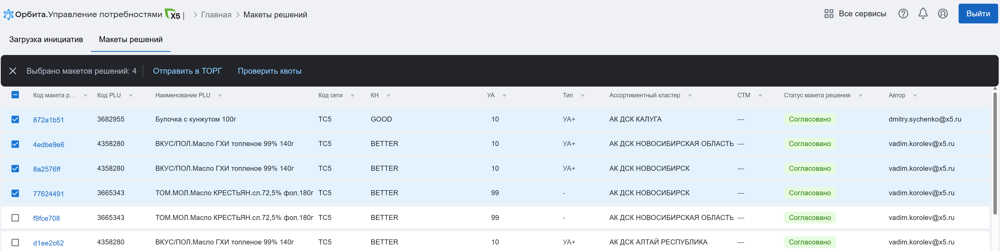 Орбита.Управление потребностями X5 | > Главная > Макеты решений Все сервисы Выйти
Загрузка инициатив Макеты решений
Выбрано макетов решений: 4 Отправить в ТОРГ Проверить квоты
Код макета р... Код PLU Наименование PLU Код сети КН УА Тип Ассортиментный кластер СТМ Статус макета решения Автор
872a1b51 3682955 Булочка с кунжутом 100г ТС5 GOOD 10 УА+ АК ДСК КАЛУГА — Согласовано dmitry.sychenko@x5.ru
4edbe9e6 4358280 ВКУС/ПОЛ.Масло ГХИ топленое 99% 140г ТС5 BETTER 10 УА+ АК ДСК НОВОСИБИРСКАЯ ОБЛАСТЬ — Согласовано vadim.korolev@x5.ru
8a2576ff 4358280 ВКУС/ПОЛ.Масло ГХИ топленое 99% 140г ТС5 BETTER 10 УА+ АК ДСК НОВОСИБИРСК — Согласовано vadim.korolev@x5.ru
77624491 3665343 ТОМ.МОЛ.Масло КРЕСТЬЯН.сл.72,5% фол.180г ТС5 BETTER 99 - АК ДСК НОВОСИБИРСК — Согласовано vadim.korolev@x5.ru
f9fce708 3665343 ТОМ.МОЛ.Масло КРЕСТЬЯН.сл.72,5% фол.180г ТС5 BETTER 99 - АК ДСК НОВОСИБИРСКАЯ ОБЛАСТЬ — Согласовано vadim.korolev@x5.ru
d1ee2c62 4358280 ВКУС/ПОЛ.Масло ГХИ топленое 99% 140г ТС5 BETTER 10 УА+ АК ДСК АЛТАЙ РЕСПУБЛИКА — Согласовано vadim.korolev@x5.ru